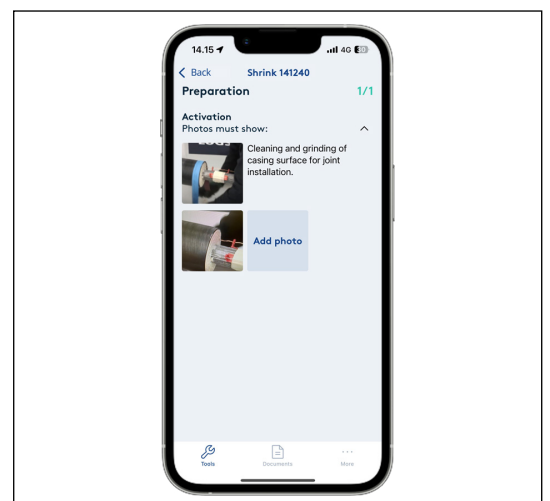 14.15
4G
Back
Shrink 141240
Preparation
1/1
Activation
Photos must show:
Cleaning and grinding of
casing surface for joint
installation.
Add photo
Tools
Documents
More